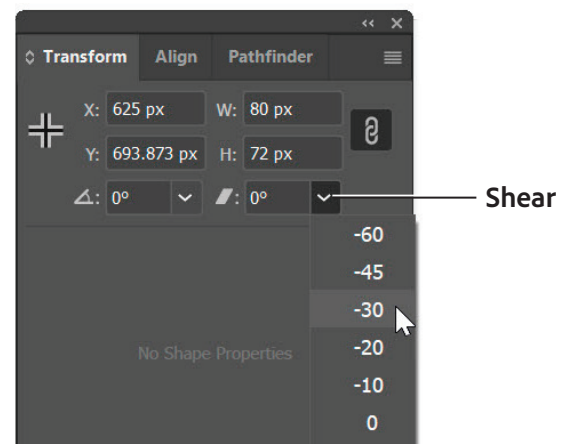 Transform Align Pathfinder
X: 625 px W: 80 px
Y: 693.873 px H: 72 px
: 0° : 0°
Shear
-60
-45
-30
No Shape Properties
-20
-10
0